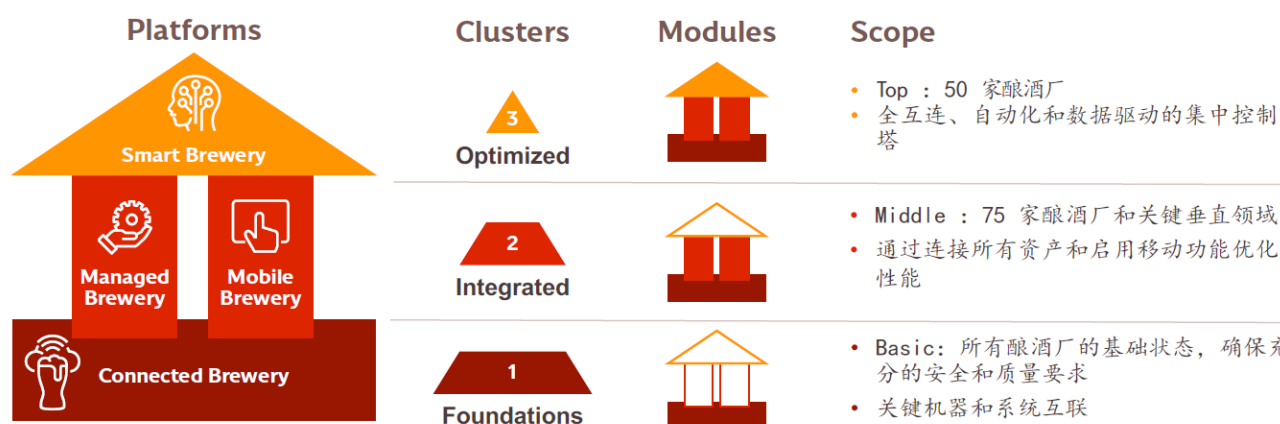 Platforms
Clusters
Modules
Scope
Smart Brewery
Managed
Brewery
Mobile
Brewery
Connected Brewery
3
Optimized
2
Integrated
1
Foundations
• Top : 50 家酿酒厂
• 全互连、自动化和数据驱动的集中控制
塔
• Middle : 75 家酿酒厂和关键垂直领域
• 通过连接所有资产和启用移动功能优化
性能
• Basic: 所有酿酒厂的基础状态, 确保充
分的安全和质量要求
• 关键机器和系统互联